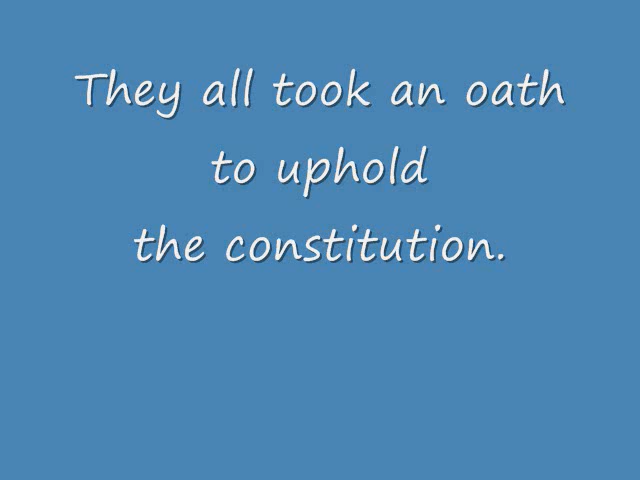 They all took an oath
to uphold
the constitution.